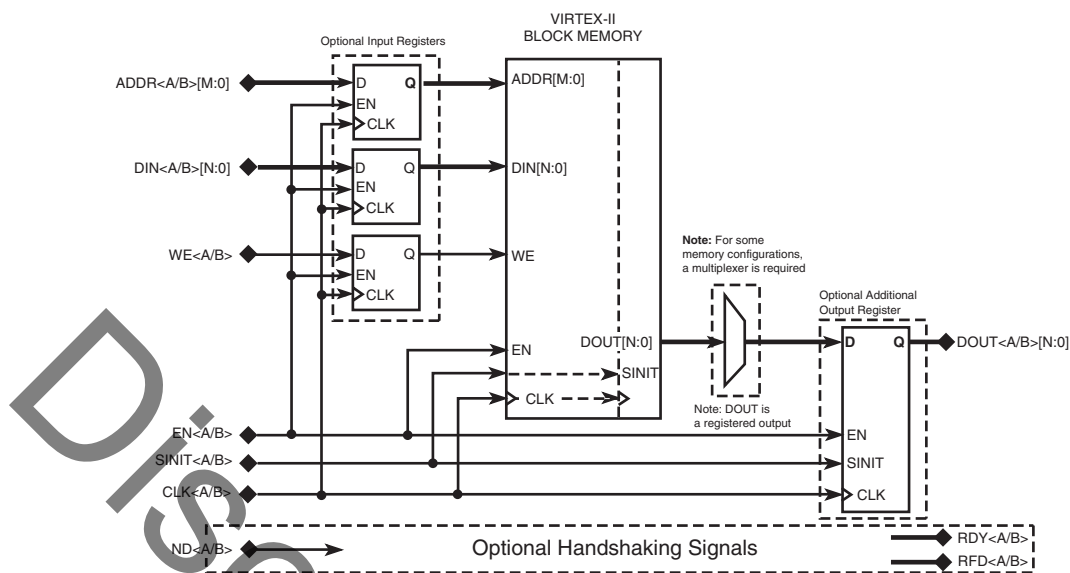 VIRTEX-II
BLOCK MEMORY
Optional Input Registers
ADDR<A/B>[M:0]
D
Q
EN
CLK
ADDR[M:0]
DIN<A/B>[N:0]
D
Q
EN
CLK
DIN[N:0]
WE<A/B>
D
Q
EN
CLK
WE
Note: For some
memory configurations,
a multiplexer is required
Optional Additional
Output Register
DOUT[N:0]
D
Q
DOUT<A/B>[N:0]
EN
SINIT
CLK
Note: DOUT is
a registered output
EN<A/B>
EN
SINIT<A/B>
SINIT
CLK<A/B>
CLK
ND<A/B>
Optional Handshaking Signals
RDY<A/B>
RFD<A/B>